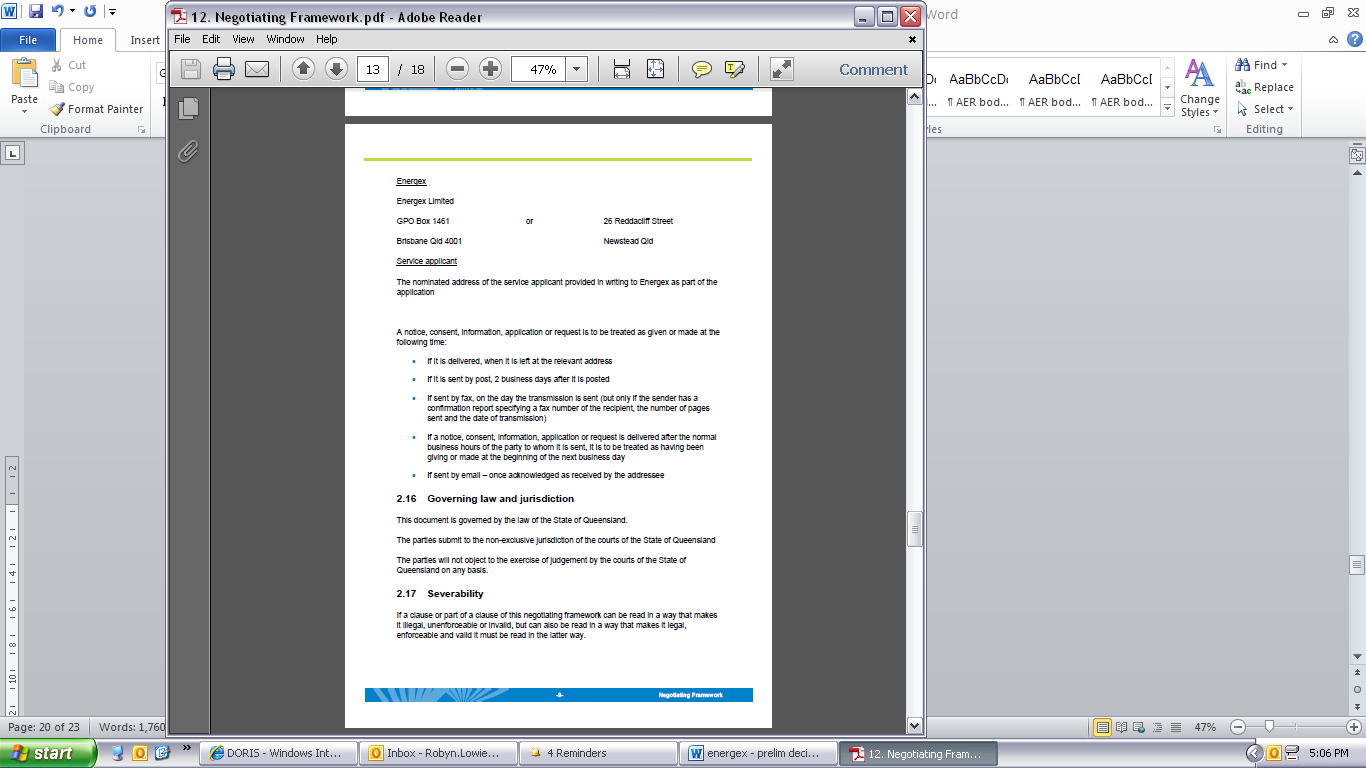 12. Negotiating Framework.pdf - Adobe Reader
Word
File Edit View Window Help
File Home Insert
13 / 18 47% Comment
Cut
Copy
Format Painter
Paste
Clipboard
AaBbCcDc AaBbCcI AaBbCcI
¶ AER bod... ¶ AER bod... ¶ AER bod...
Change
Styles
Find
Replace
Select
Editing
Energex
Energex Limited
GPO Box 1461 or 26 Reddacliff Street
Brisbane Qld 4001 Newstead Qld
Service applicant
The nominated address of the service applicant provided in writing to Energex as part of the
application
A notice, consent, information, application or request is to be treated as given or made at the
following time:
• If it is delivered, when it is left at the relevant address
• If it is sent by post, 2 business days after it is posted
• If sent by fax, on the day the transmission is sent (but only if the sender has a
confirmation report specifying a fax number of the recipient, the number of pages
sent and the date of transmission)
• If a notice, consent, information, application or request is delivered after the normal
business hours of the party to whom it is sent, it is to be treated as having been
giving or made at the beginning of the next business day
• If sent by email – once acknowledged as received by the addressee
2.16 Governing law and jurisdiction
This document is governed by the law of the State of Queensland.
The parties submit to the non-exclusive jurisdiction of the courts of the State of Queensland
The parties will not object to the exercise of judgement by the courts of the State of
Queensland on any basis.
2.17 Severability
If a clause or part of a clause of this negotiating framework can be read in a way that makes
it illegal, unenforceable or invalid, but can also be read in a way that makes it legal,
enforceable and valid it must be read in the latter way.
-8- Negotiating Framework
Page: 20 of 23 Words: 1,760
47%
start DORIS - Windows Int... Inbox - Robyn.Lowie... 4 Reminders energex - prelim deci... 12. Negotiating Fram... 5:06 PM